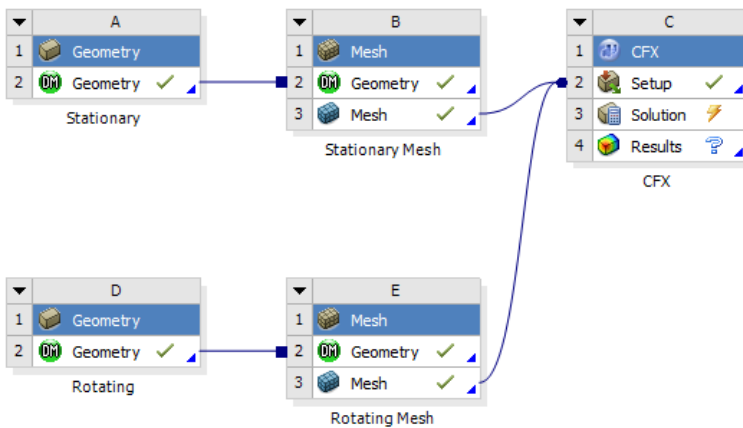 A
1 Geometry
2 DM Geometry
Stationary
B
1 Mesh
2 DM Geometry
3 Mesh
Stationary Mesh
C
1 CFX
2 Setup
3 Solution
4 Results
CFX
D
1 Geometry
2 DM Geometry
Rotating
E
1 Mesh
2 DM Geometry
3 Mesh
Rotating Mesh